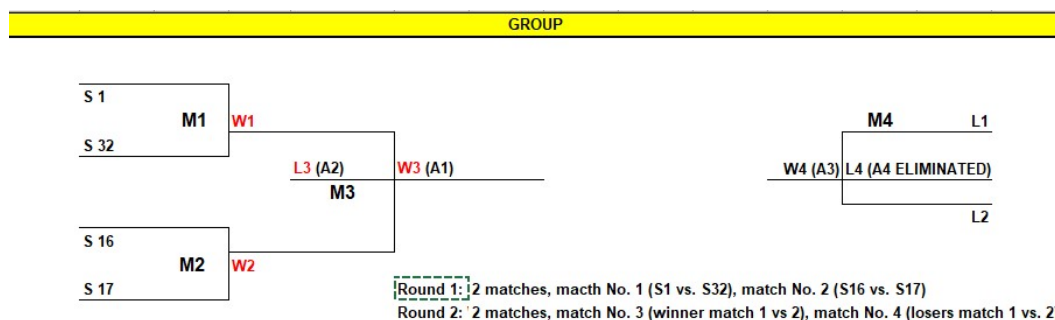 GROUP
S 1
M1
W1
S 32
L3 (A2)
W3 (A1)
M3
S 16
M2
W2
S 17
M4
L1
W4 (A3)
L4 (A4 ELIMINATED)
L2
Round 1: 2 matches, macth No. 1 (S1 vs. S32), match No. 2 (S16 vs. S17)
Round 2: 2 matches, match No. 3 (winner match 1 vs 2), match No. 4 (losers match 1 vs. 2